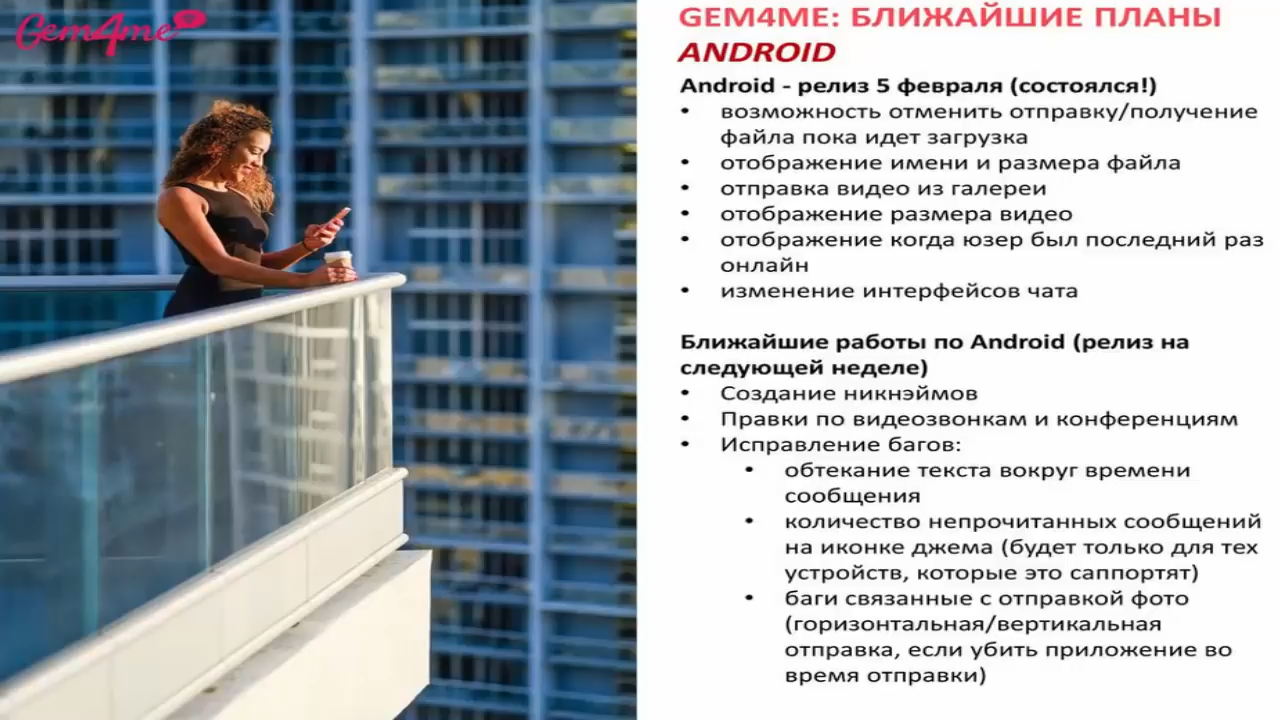 Gem4me
GEM4ME: БЛИЖАЙШИЕ ПЛАНЫ
ANDROID
Android - релиз 5 февраля (состоялся!)
• возможность отменить отправку/получение
файла пока идет загрузка
• отображение имени и размера файла
• отправка видео из галереи
• отображение размера видео
• отображение когда юзер был последний раз
онлайн
• изменение интерфейсов чата
Ближайшие работы по Android (релиз на
следующей неделе)
• Создание никнэймов
• Правки по видеозвонкам и конференциям
• Исправление багов:
• обтекание текста вокруг времени
сообщения
• количество непрочитанных сообщений
на иконке джема (будет только для тех
устройств, которые это саппортят)
• баги связанные с отправкой фото
(горизонтальная/вертикальная
отправка, если убить приложение во
время отправки)